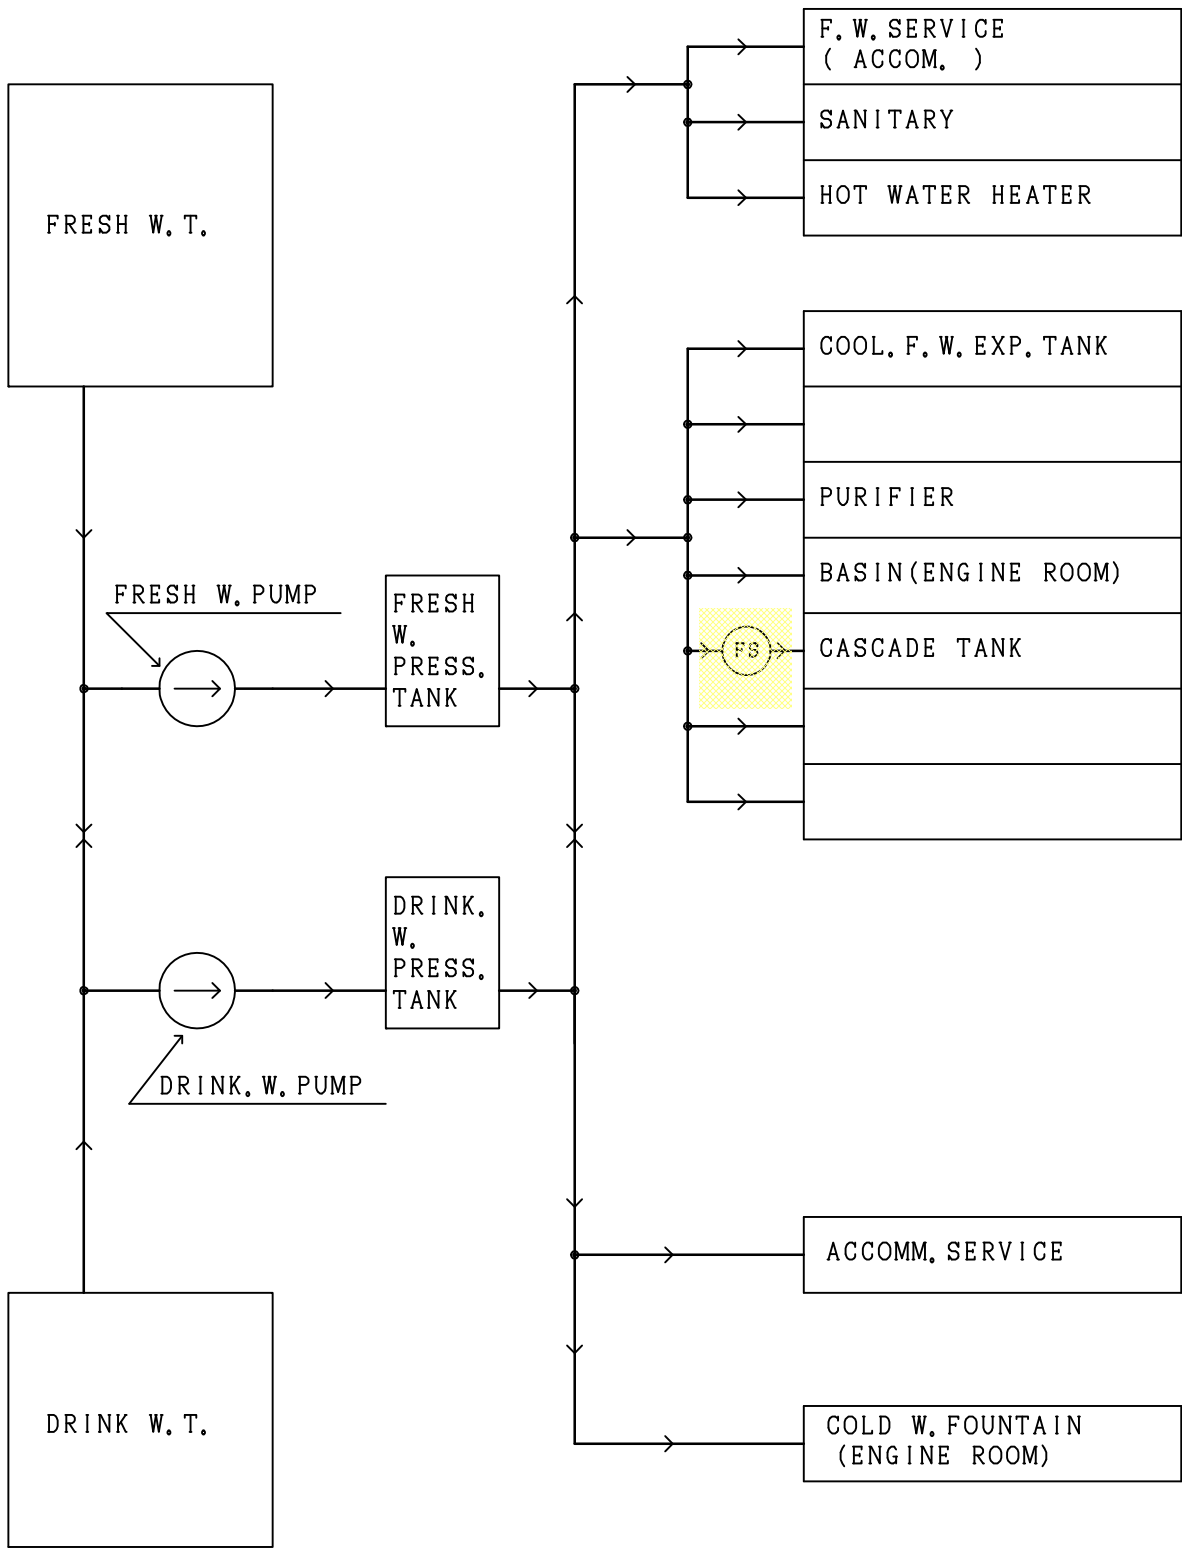 F.W.SERVICE
( ACCOM. )
SANITARY
HOT WATER HEATER
FRESH W.T.
COOL.F.W.EXP.TANK
PURIFIER
BASIN(ENGINE ROOM)
FS
CASCADE TANK
FRESH W.PUMP
FRESH
W.
PRESS.
TANK
DRINK.
W.
PRESS.
TANK
DRINK.W.PUMP
ACCOMM.SERVICE
DRINK W.T.
COLD W.FOUNTAIN
(ENGINE ROOM)